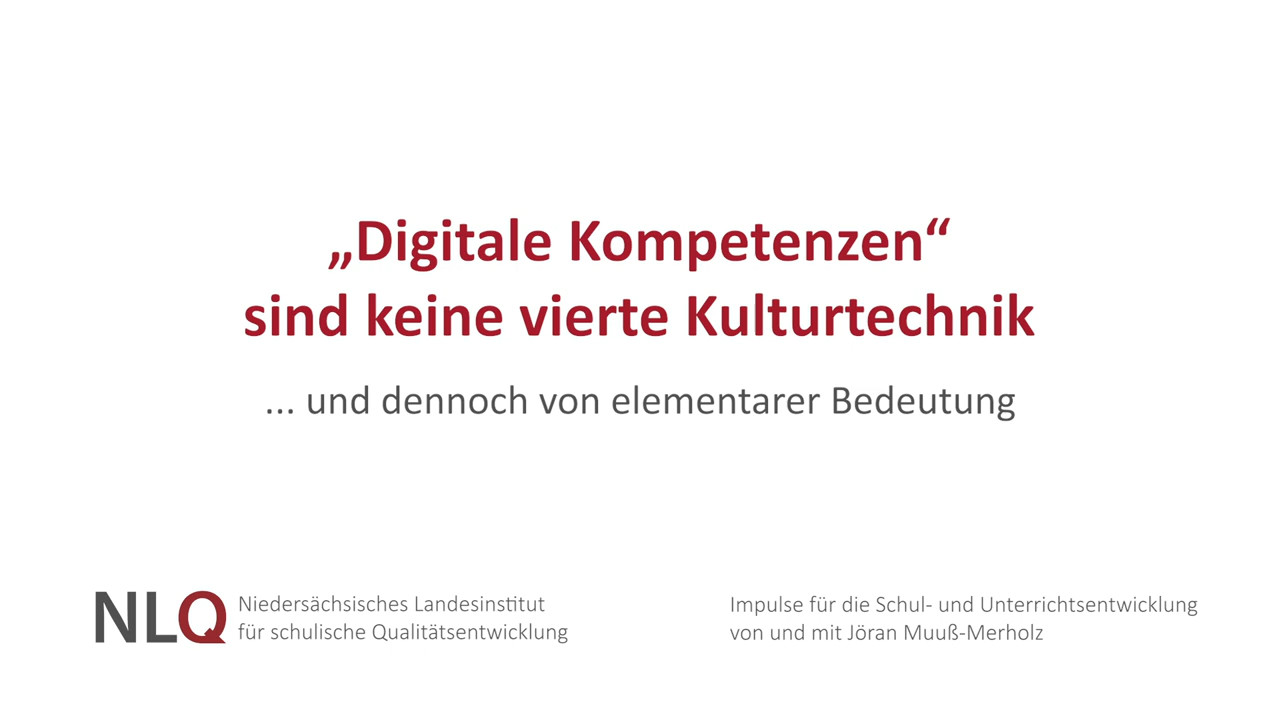 „Digitale Kompetenzen“
sind keine vierte Kulturtechnik
... und dennoch von elementarer Bedeutung
NLQ
Niedersächsisches Landesinstitut
für schulische Qualitätsentwicklung
Impulse für die Schul- und Unterrichtsentwicklung
von und mit Jöran Muuß-Merholz